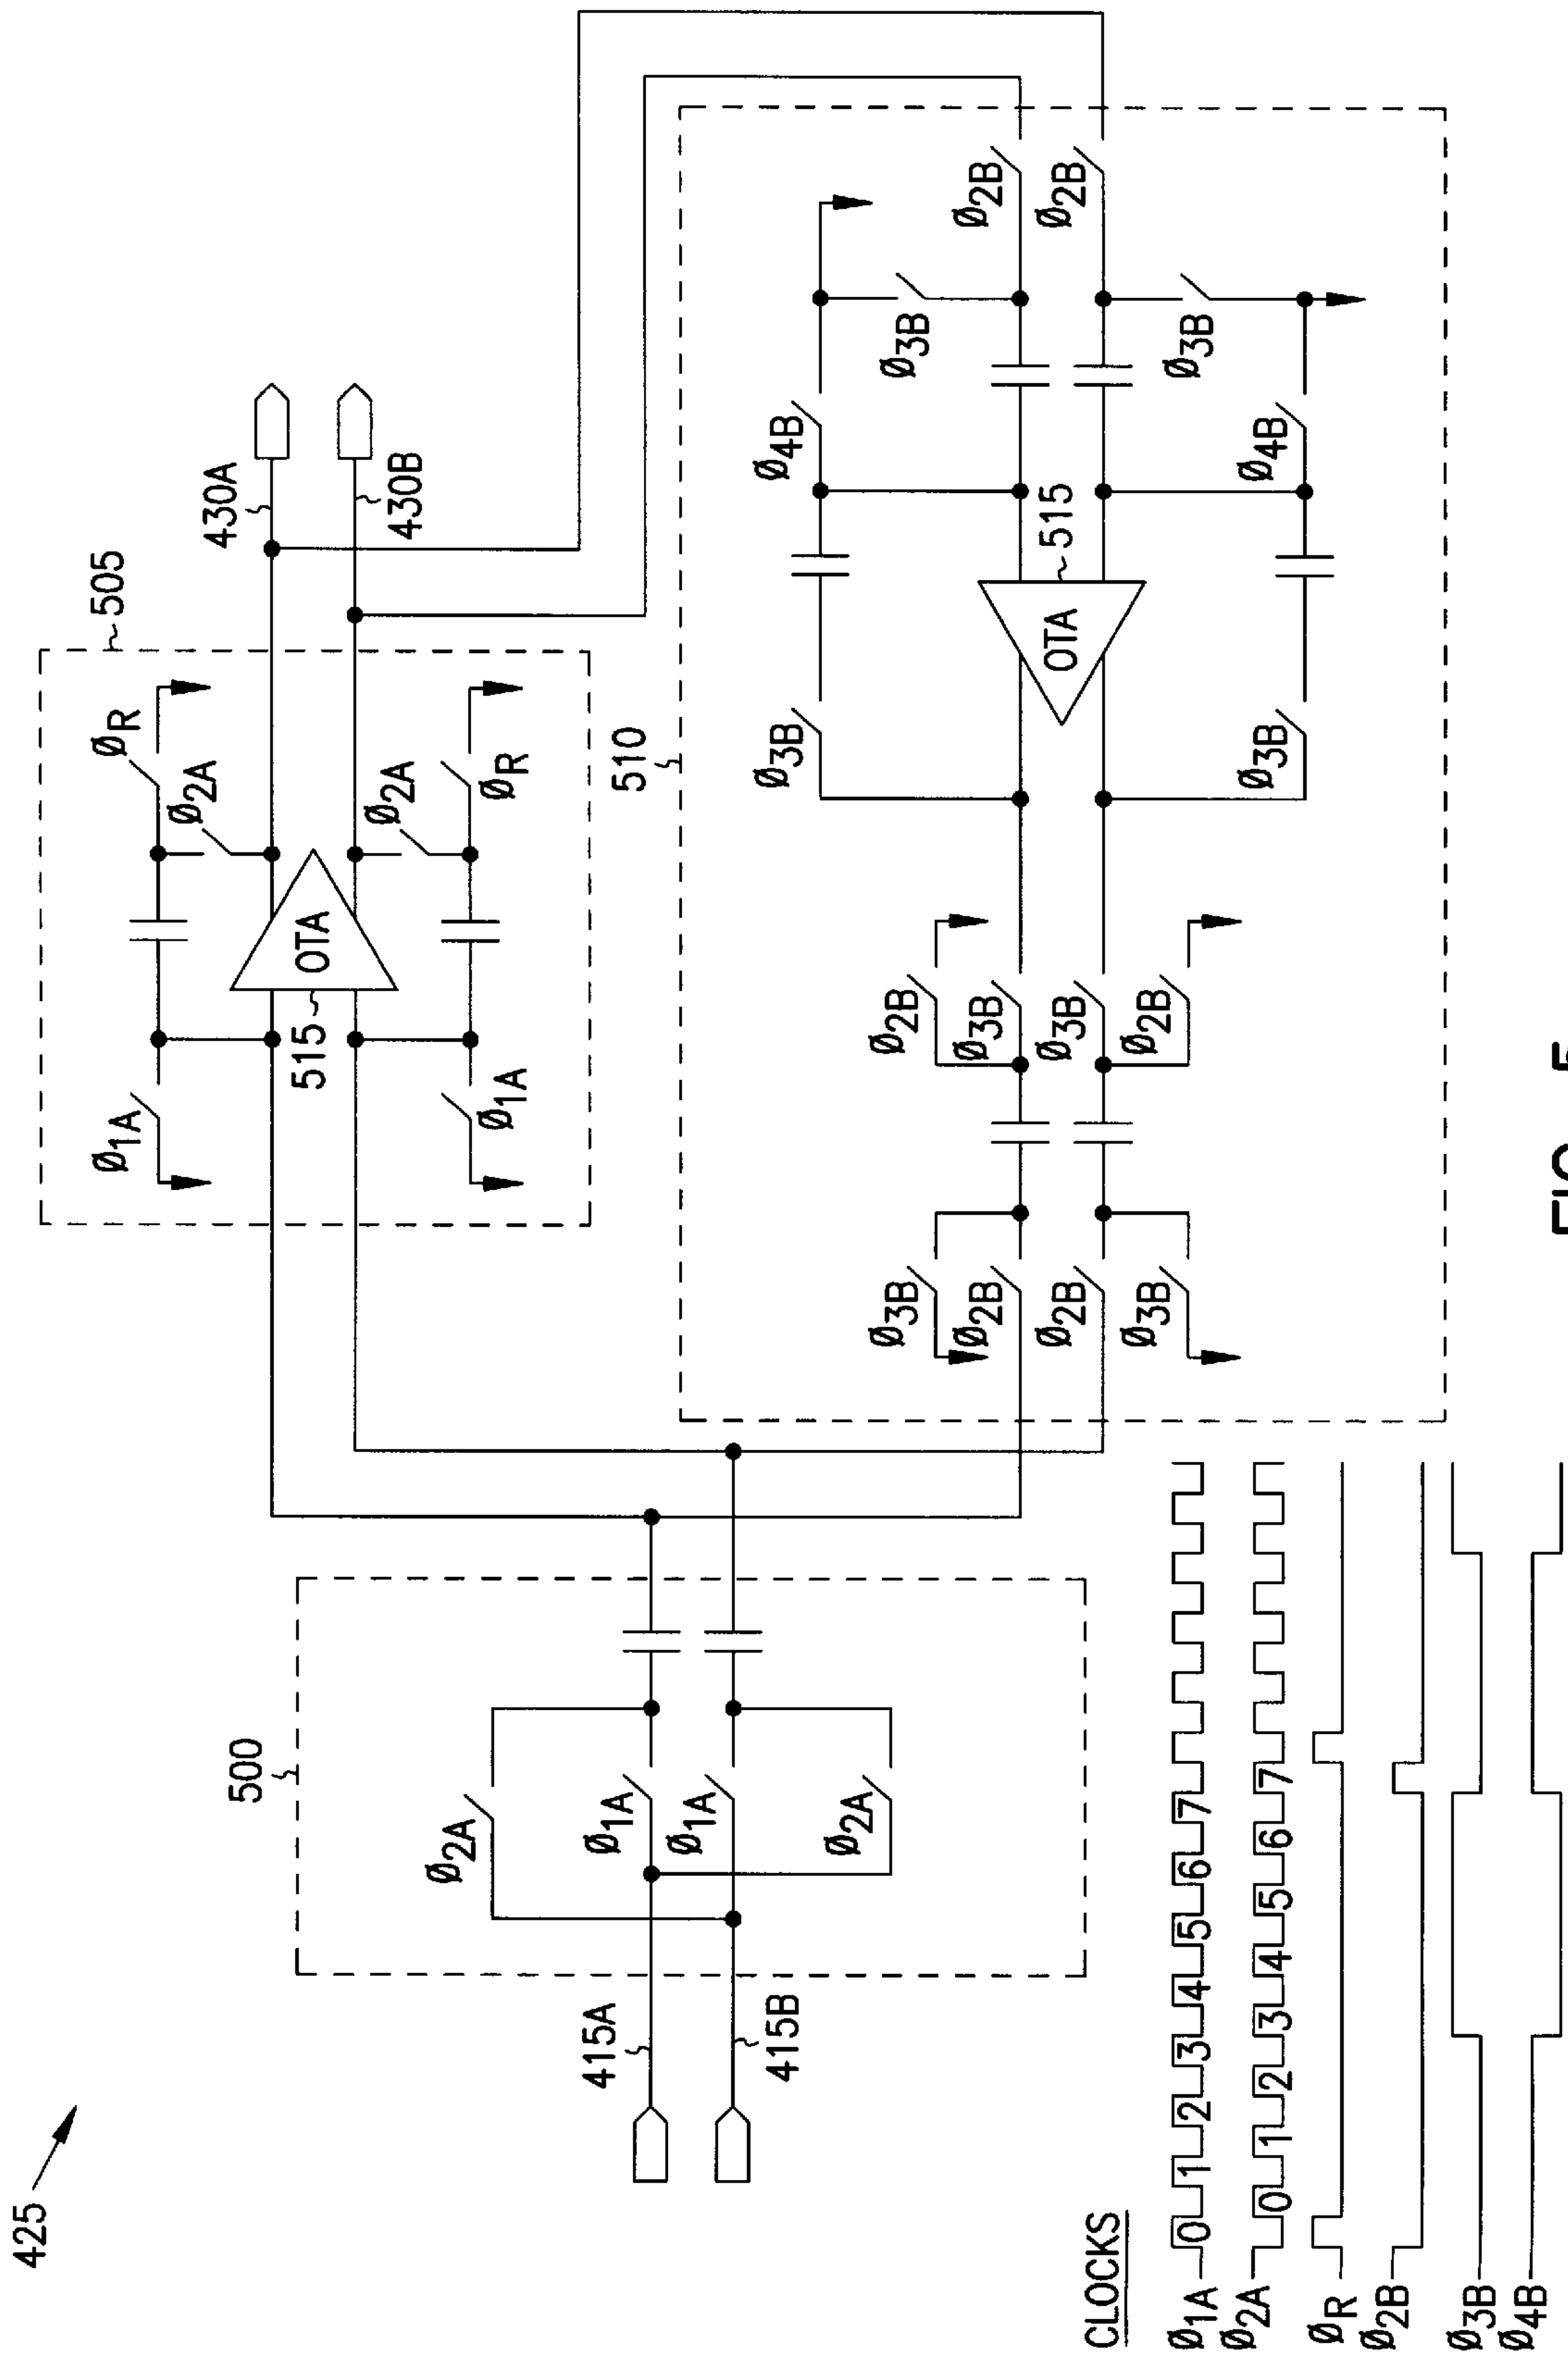 425
505
Ø1A
ØR
Ø2A
430A
500
515
OTA
Ø2A
430B
Ø2A
Ø1A
ØR
415A
Ø1A
510
Ø1A
415B
Ø3B
Ø4B
Ø2A
Ø3B
Ø2B
Ø3B
Ø2B
Ø3B
Ø2B
OTA
515
Ø2B
Ø3B
Ø2B
Ø3B
Ø2B
Ø3B
Ø3B
Ø4B
CLOCKS
Ø1A 0 1 2 3 4 5 6 7
Ø2A 0 1 2 3 4 5 6 7
ØR
Ø2B
Ø3B
Ø4B